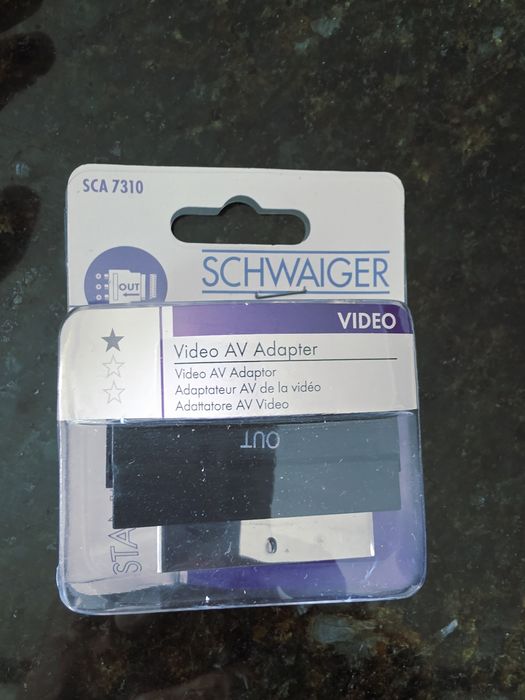 SCA 7310
OUT
SCHWAIGER
VIDEO
Video AV Adapter
Video AV Adaptor
Adaptateur AV de la vidéo
Adattatore AV Video
OUT